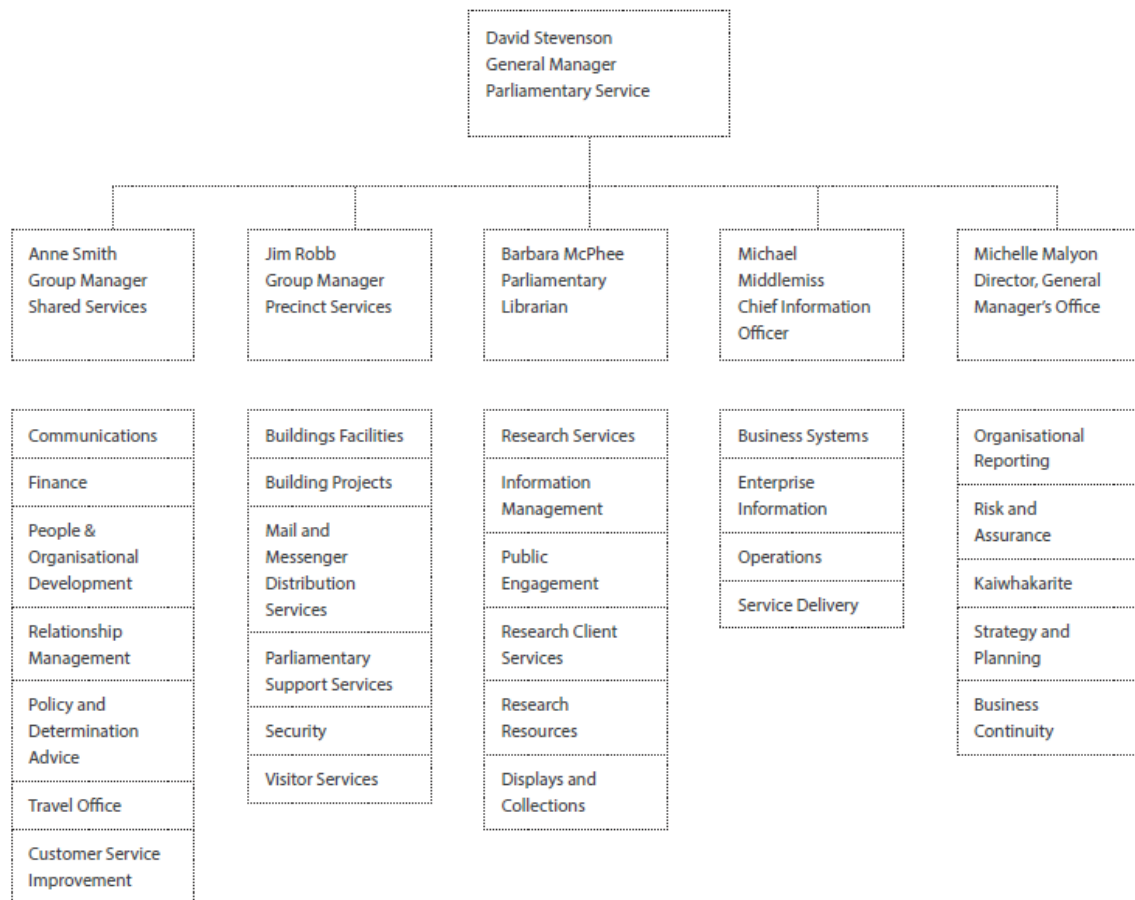 David Stevenson
General Manager
Parliamentary Service
Anne Smith
Group Manager
Shared Services
Jim Robb
Group Manager
Precinct Services
Barbara McPhee
Parliamentary
Librarian
Michael
Middlemiss
Chief Information
Officer
Michelle Malyon
Director, General
Manager's Office
Communications
Finance
People &
Organisational
Development
Relationship
Management
Policy and
Determination
Advice
Travel Office
Customer Service
Improvement
Buildings Facilities
Building Projects
Mail and
Messenger
Distribution
Services
Parliamentary
Support Services
Security
Visitor Services
Research Services
Information
Management
Public
Engagement
Research Client
Services
Research
Resources
Displays and
Collections
Business Systems
Enterprise
Information
Operations
Service Delivery
Organisational
Reporting
Risk and
Assurance
Kaiwhakarite
Strategy and
Planning
Business
Continuity